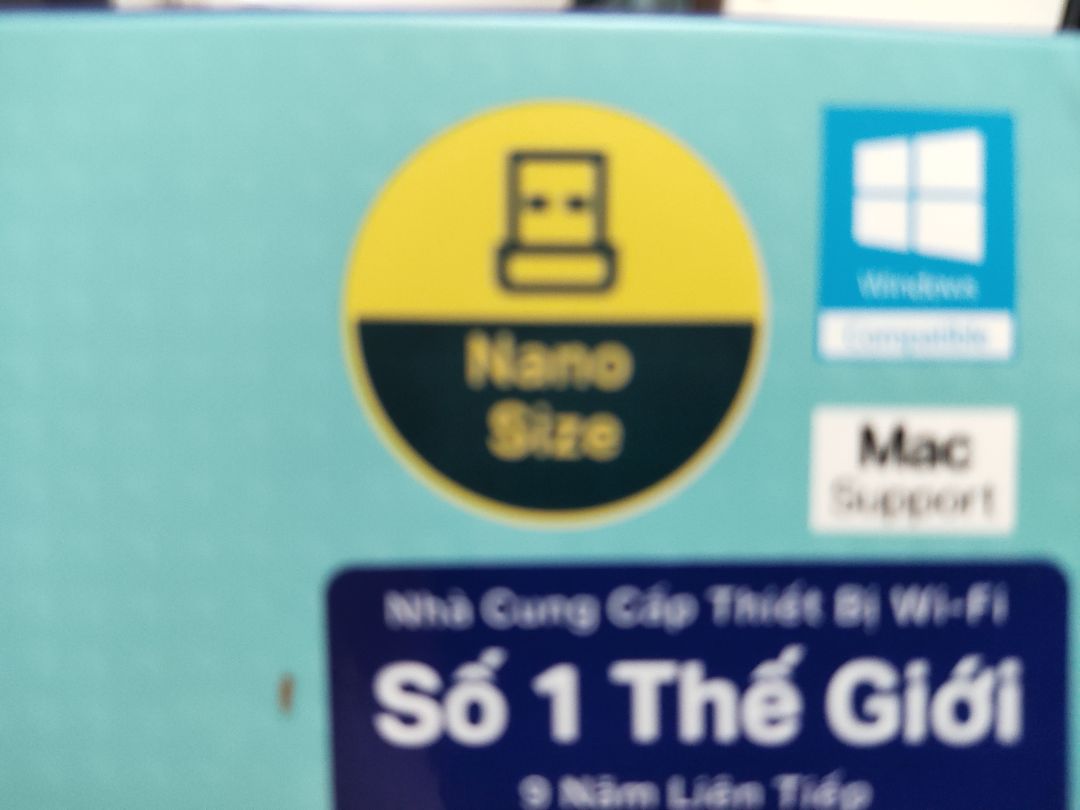 Nano
Size
Windows
Compatible
Mac
Support
Nhà Cung Cấp Thiết Bị Wi-Fi
Số 1 Thế Giới
9 Năm Liên Tiếp